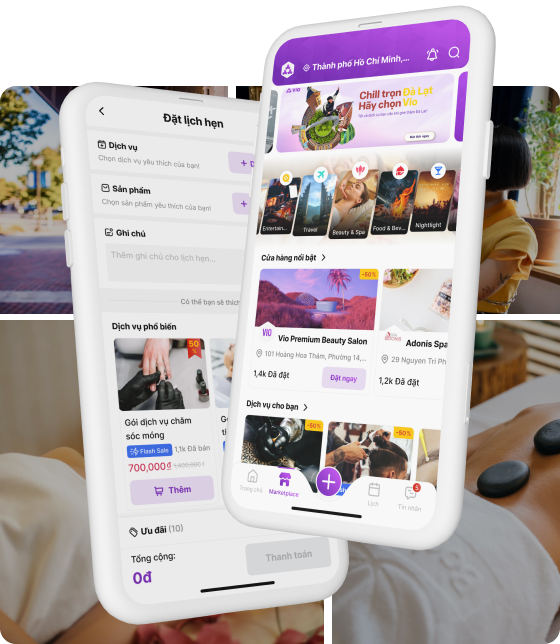 Đặt lịch hẹn
Dịch vụ
Chọn dịch vụ yêu thích của bạn!
Sản phẩm
Chọn sản phẩm yêu thích của bạn!
Ghi chú
Thêm ghi chú cho lịch hẹn...
Có thể bạn sẽ thích
Dịch vụ phổ biến
50
Gói dịch vụ chăm
sóc móng
Flash Sale
1,1k Đã bán
700,000₫
Thêm
Ưu đãi (10)
Tổng cộng:
0đ
Thanh toán
Thành phố Hồ Chí Minh,...
VIO
Chill trọn Đà Lạt
Hãy chọn Vio
Entertain...
Travel
Beauty & Spa
Food & Bev...
Nightlight
Cửa hàng nổi bật
-50%
VIO
Vio Premium Beauty Salon
101 Hoàng Hoa Thám, Phường 14,...
1,4k Đã đặt
Đặt ngay
Adonis Spa
29 Nguyen Tri Ph
1,2k Đã đặt
Dịch vụ cho bạn
-50%
-50%
Trang chủ
Marketplace
Lịch
Tin nhắn